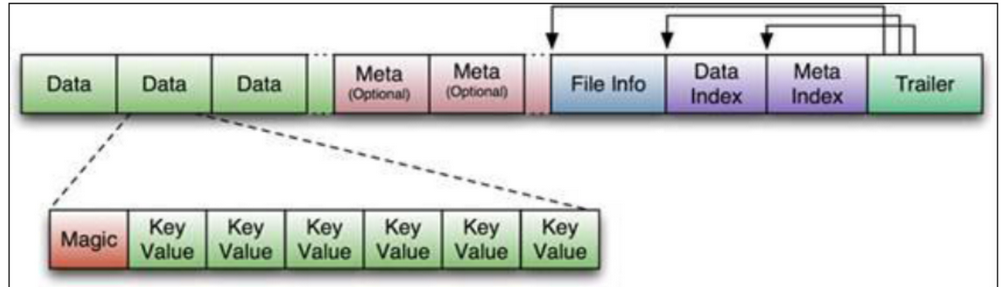 Data
Data
Data
Meta
(Optional)
Meta
(Optional)
File Info
Data
Index
Meta
Index
Trailer
Magic
Key
Value
Key
Value
Key
Value
Key
Value
Key
Value
Key
Value